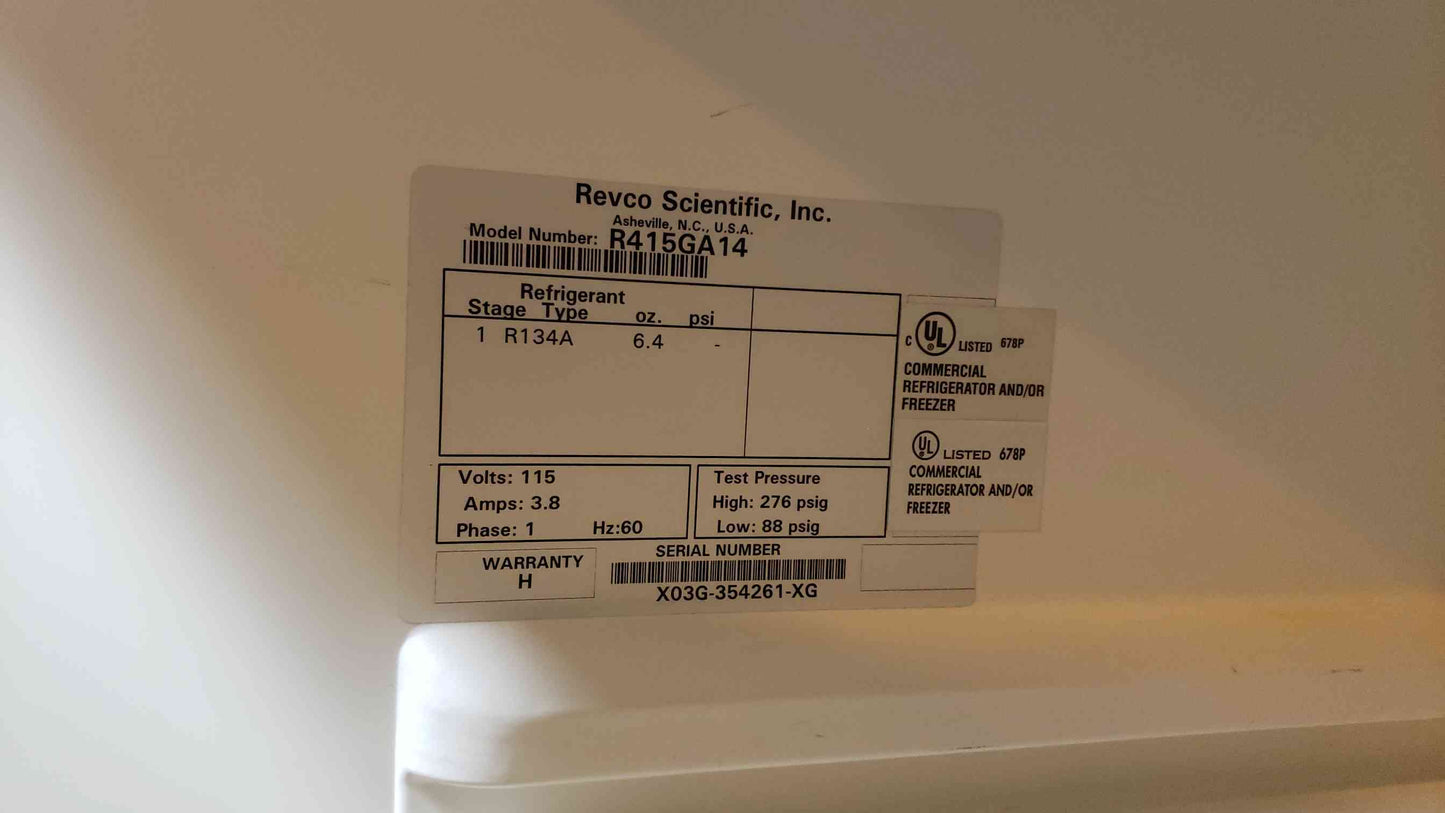 Revco Scientific, Inc.
Asheville, N.C., U.S.A.
Model Number: R415GA14
Refrigerant
Stage Type oz. psi
1 R134A 6.4 -
C UL ® LISTED 678P
COMMERCIAL
REFRIGERATOR AND/OR
FREEZER
UL ® LISTED 678P
COMMERCIAL
REFRIGERATOR AND/OR
FREEZER
Volts: 115
Amps: 3.8
Phase: 1 Hz:60
Test Pressure
High: 276 psig
Low: 88 psig
WARRANTY
H
SERIAL NUMBER
X03G-354261-XG